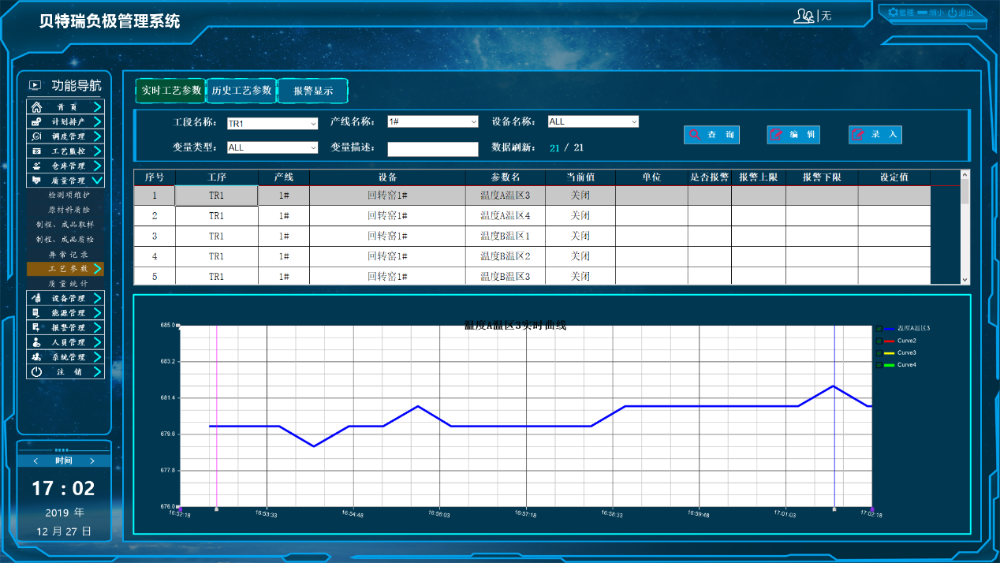 贝特瑞负极管理系统
无
管理 缩小 退出
功能导航
首 页
计划排产
调度管理
工艺监控
仓库管理
质量管理
检测项维护
原材料质检
制程、成品取样
制程、成品质检
异常记录
工艺参数
质量统计
设备管理
能源管理
报警管理
人员管理
系统管理
注 销
< 时间 >
17 : 02
2019 年
12 月 27 日
实时工艺参数 历史工艺参数 报警显示
工段名称： TR1 产线名称： 1# 设备名称： ALL
变量类型： ALL 变量描述： 数据刷新： 21 / 21
查 询 编 辑 录 入
序号 工序 产线 设备 参数名 当前值 单位 是否报警 报警上限 报警下限 设定值
1 TR1 1# 回转窑1# 温度A温区3 关闭
2 TR1 1# 回转窑1# 温度A温区4 关闭
3 TR1 1# 回转窑1# 温度B温区1 关闭
4 TR1 1# 回转窑1# 温度B温区2 关闭
5 TR1 1# 回转窑1# 温度B温区3 关闭
温度A温区3实时曲线
685.0
683.2
681.4
679.6
677.8
676.0
16:52:18 16:53:33 16:54:48 16:56:03 16:57:18 16:58:33 16:59:48 17:01:03 17:02:18
温度A温区3
Curve2
Curve3
Curve4